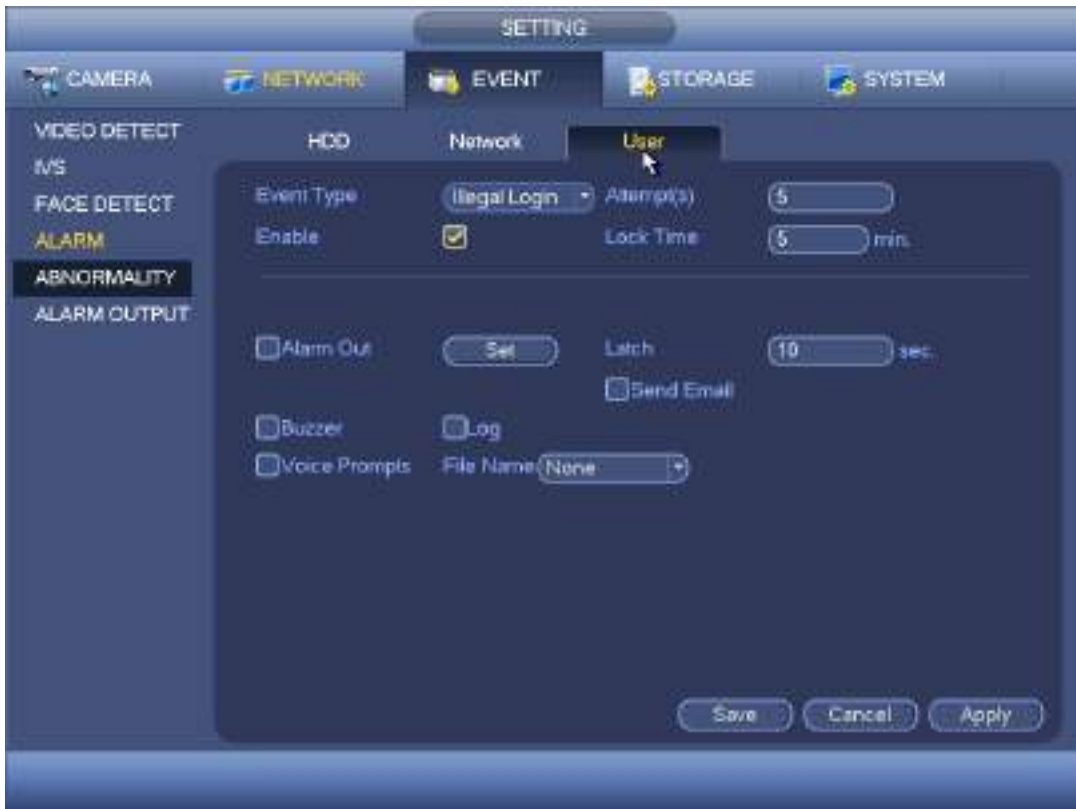 SETTING
CAMERA NETWORK EVENT STORAGE SYSTEM
VIDEO DETECT
IVS
FACE DETECT
ALARM
ABNORMALITY
ALARM OUTPUT
HDD Network User
Event Type Illegal Login Attempt(s) 5
Enable Lock Time 5 min.
Alarm Out Set Latch 10 sec.
Send Email
Buzzer Log
Voice Prompts File Name None
Save Cancel Apply